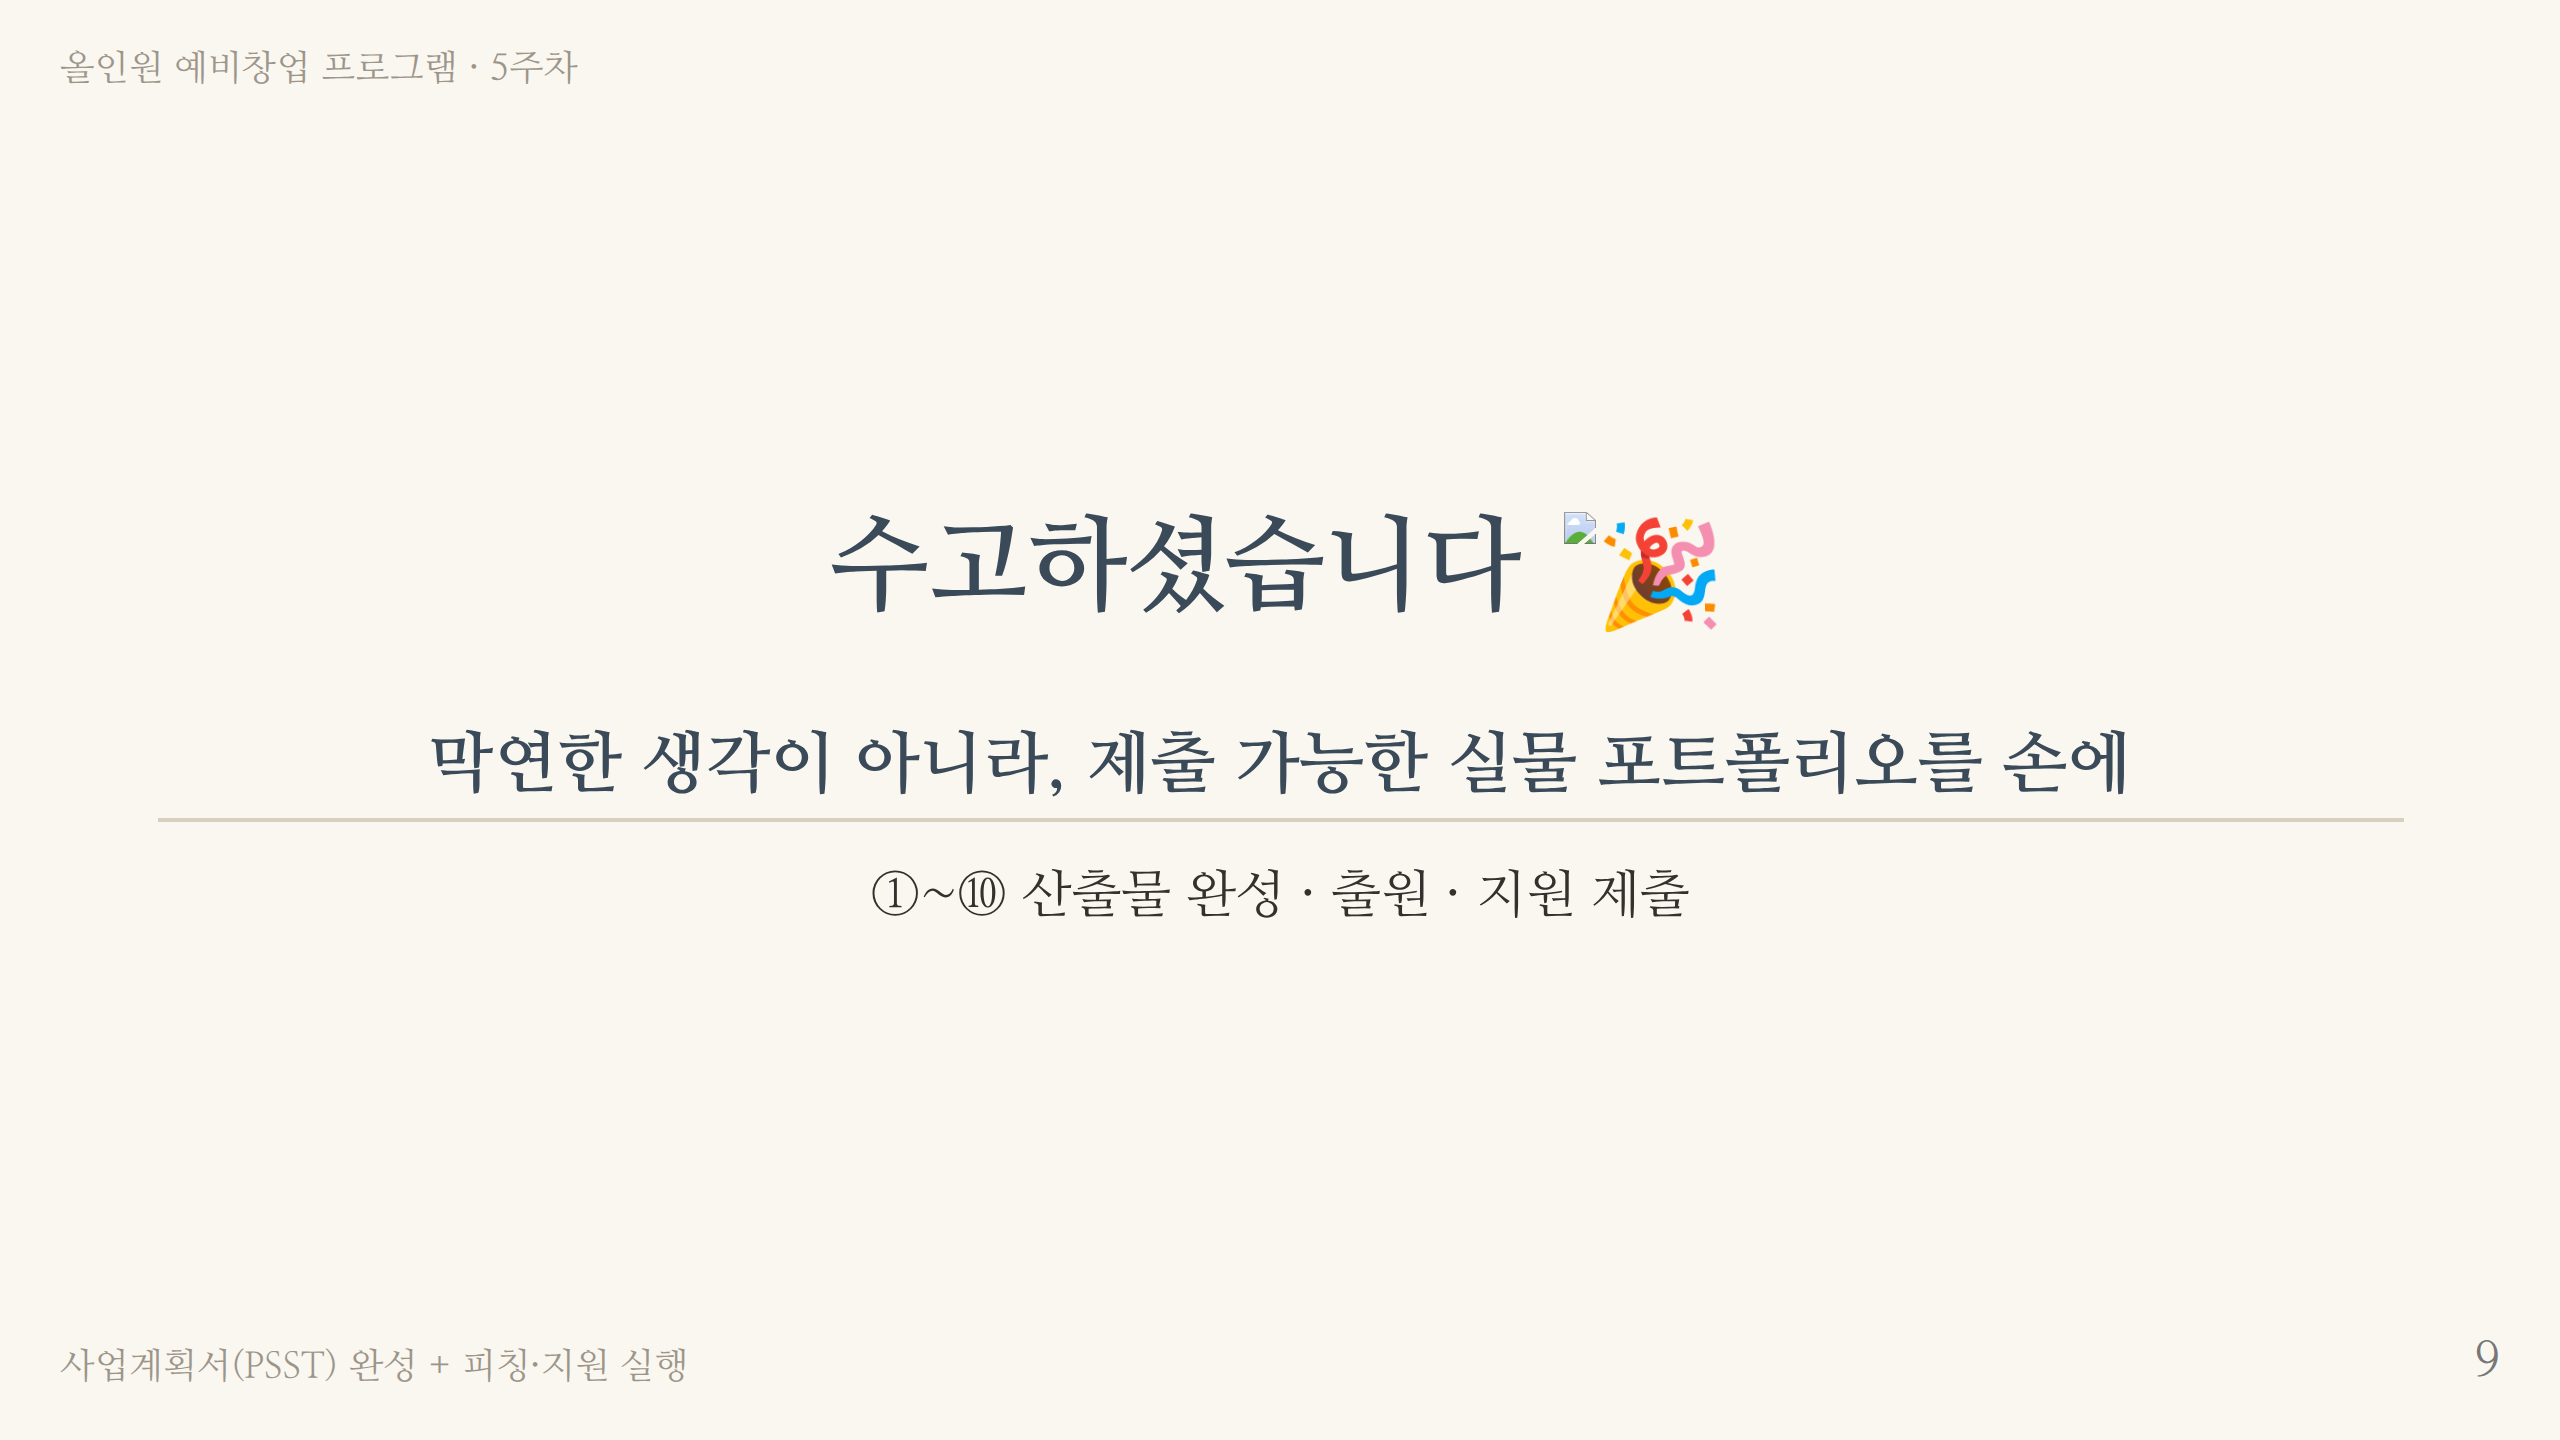 올인원 예비창업 프로그램 · 5주차
수고하셨습니다 🎉
막연한 생각이 아니라, 제출 가능한 실물 포트폴리오를 손에
①~⑩ 산출물 완성 · 출원 · 지원 제출
사업계획서(PSST) 완성 + 피칭·지원 실행
9